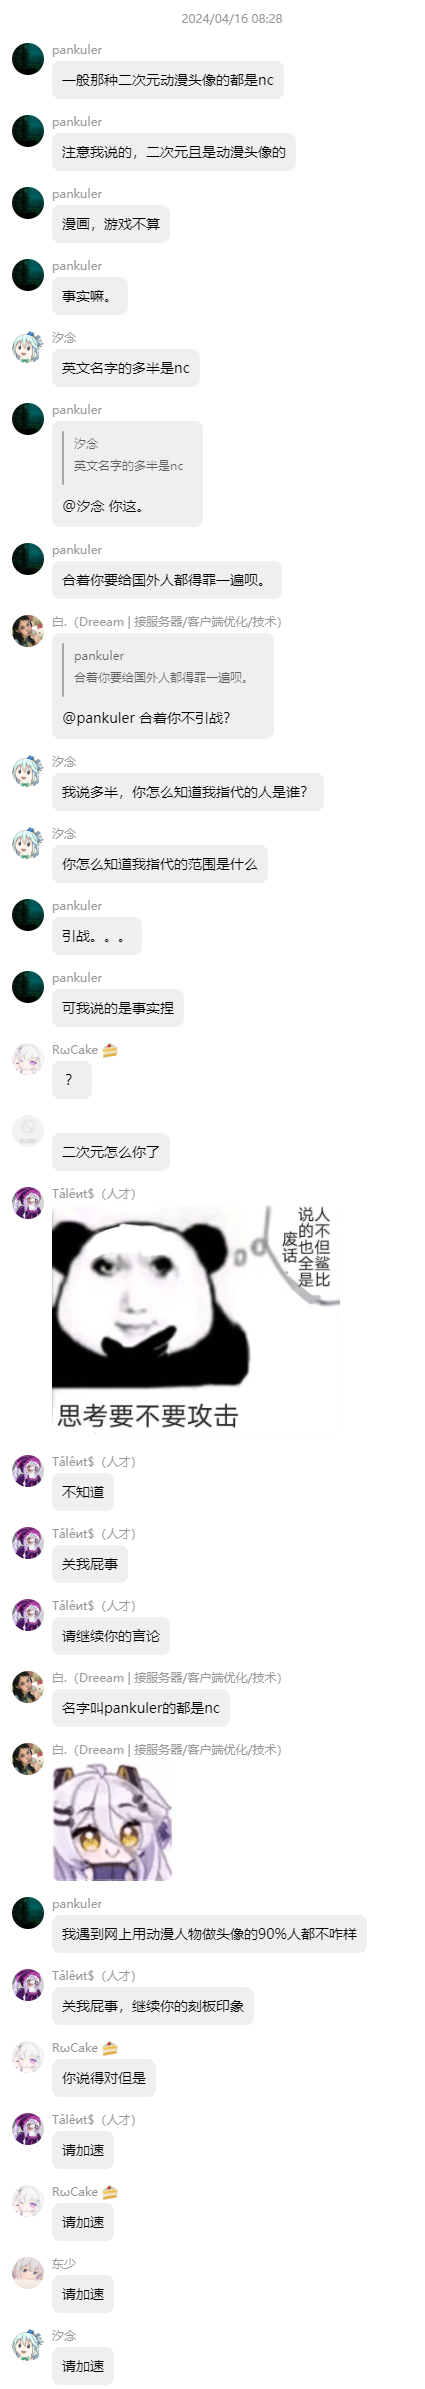 2024/04/16 08:28
pankuler
一般那种二次元动漫头像的都是nc
pankuler
注意我说的，二次元且是动漫头像的
pankuler
漫画，游戏不算
pankuler
事实嘛。
汐念
英文名字的多半是nc
pankuler
汐念
英文名字的多半是nc
@汐念 你这。
pankuler
合着你要给国外人都得罪一遍呗。
白.（Dreeam | 接服务器/客户端优化/技术）
pankuler
合着你要给国外人都得罪一遍呗。
@pankuler 合着你不引战？
汐念
我说多半，你怎么知道我指代的人是谁？
汐念
你怎么知道我指代的范围是什么
pankuler
引战。。。
pankuler
可我说的是事实捏
RωCake 🍰
？
二次元怎么你了
Tǎlêиt$（人才）
人不但鲨比
说的也全是
废话
思考要不要攻击
Tǎlêиt$（人才）
不知道
Tǎlêиt$（人才）
关我屁事
Tǎlêиt$（人才）
请继续你的言论
白.（Dreeam | 接服务器/客户端优化/技术）
名字叫pankuler的都是nc
白.（Dreeam | 接服务器/客户端优化/技术）
pankuler
我遇到网上用动漫人物做头像的90%人都不咋样
Tǎlêиt$（人才）
关我屁事，继续你的刻板印象
RωCake 🍰
你说得对但是
Tǎlêиt$（人才）
请加速
RωCake 🍰
请加速
东少
请加速
汐念
请加速